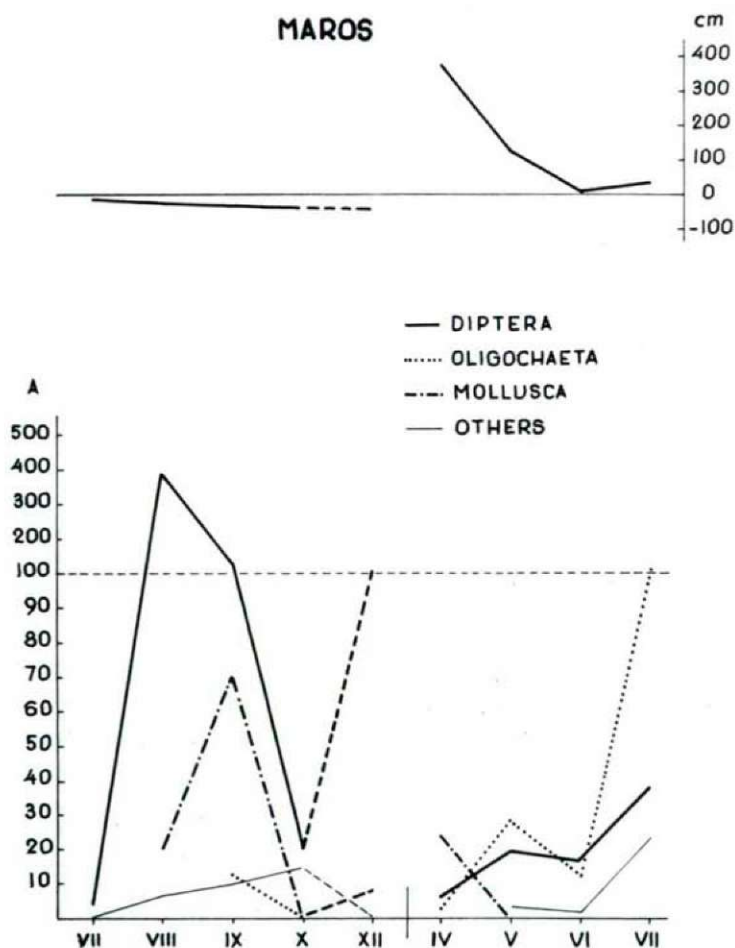 MAROS
cm
400
300
200
100
0
-100
DIPTERA
OLIGOCHAETA
MOLLUSCA
OTHERS
A
500
400
300
200
100
90
80
70
60
50
40
30
20
10
VII VIII IX X XII IV V VI VII